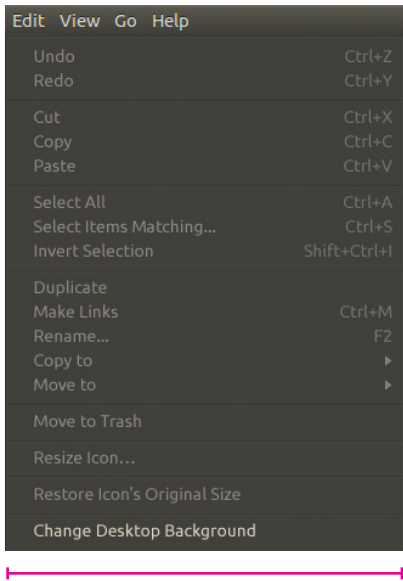 Edit View Go Help
Undo Ctrl+Z
Redo Ctrl+Y
Cut Ctrl+X
Copy Ctrl+C
Paste Ctrl+V
Select All Ctrl+A
Select Items Matching... Ctrl+S
Invert Selection Shift+Ctrl+I
Duplicate
Make Links Ctrl+M
Rename... F2
Copy to
Move to
Move to Trash
Resize Icon…
Restore Icon's Original Size
Change Desktop Background